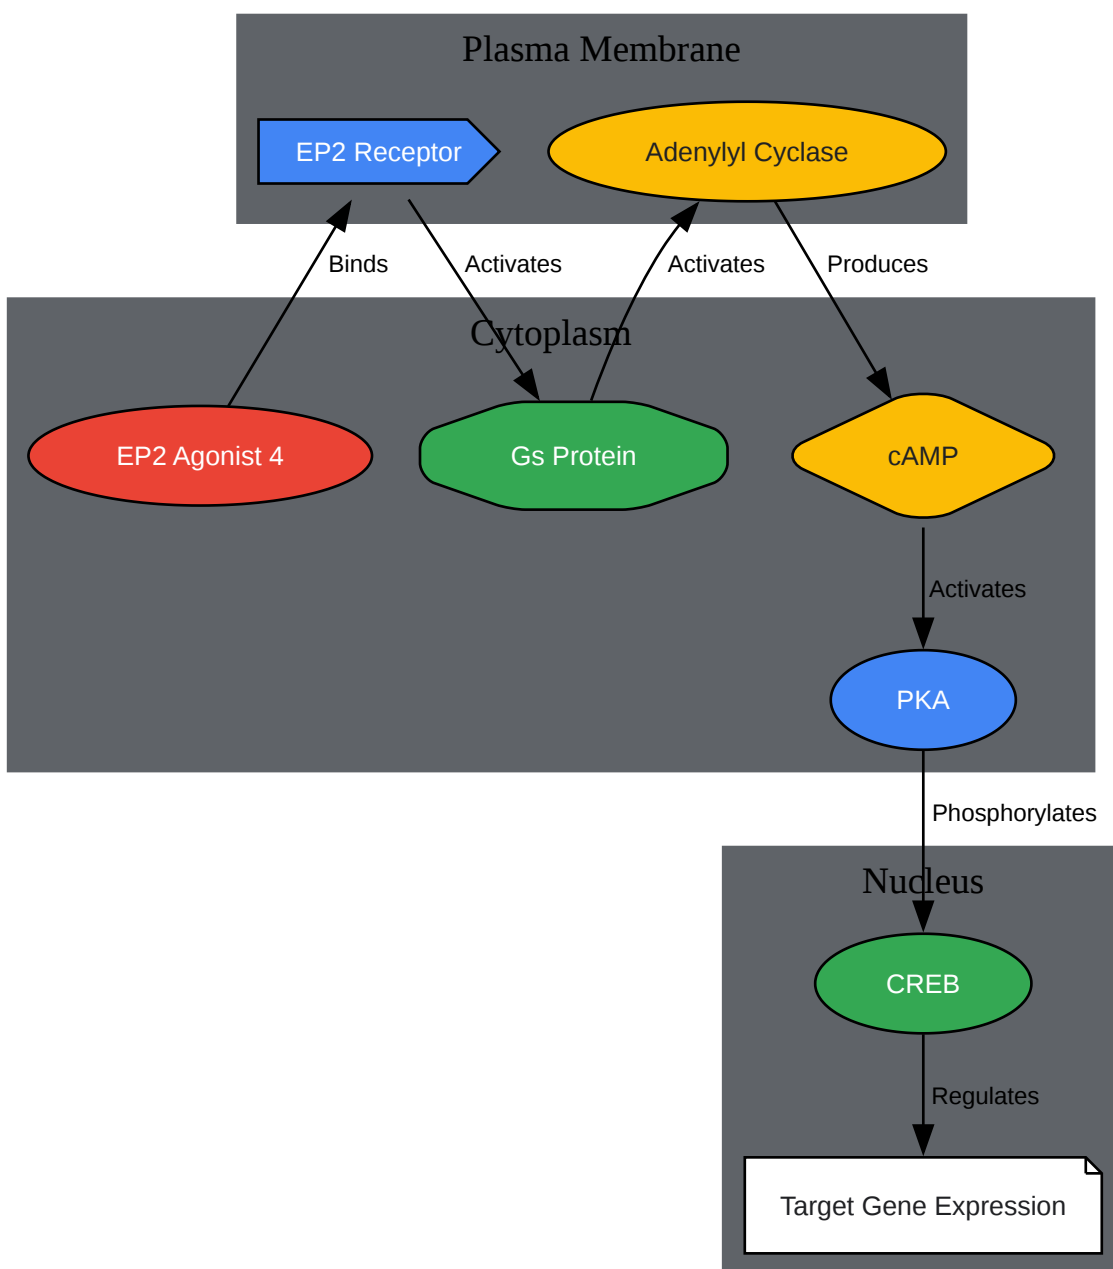 Plasma Membrane
EP2 Receptor
Adenylyl Cyclase
Binds
Activates
Activates
Produces
Cytoplasm
EP2 Agonist 4
Gs Protein
cAMP
Activates
PKA
Phosphorylates
Nucleus
CREB
Regulates
Target Gene Expression